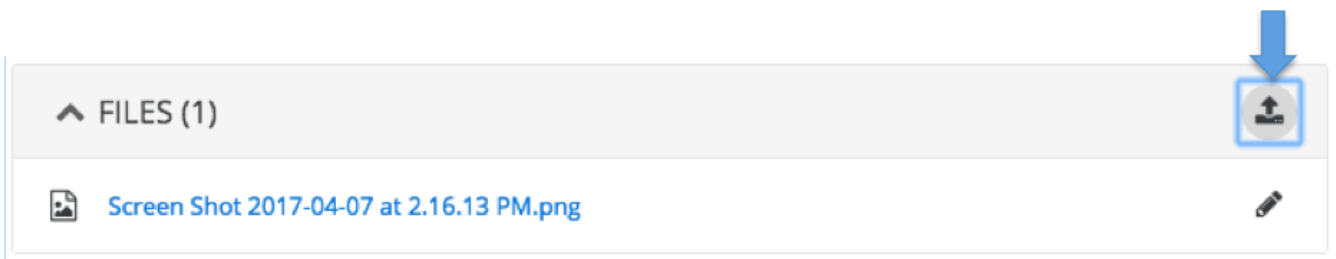 FILES (1)
Screen Shot 2017-04-07 at 2.16.13 PM.png